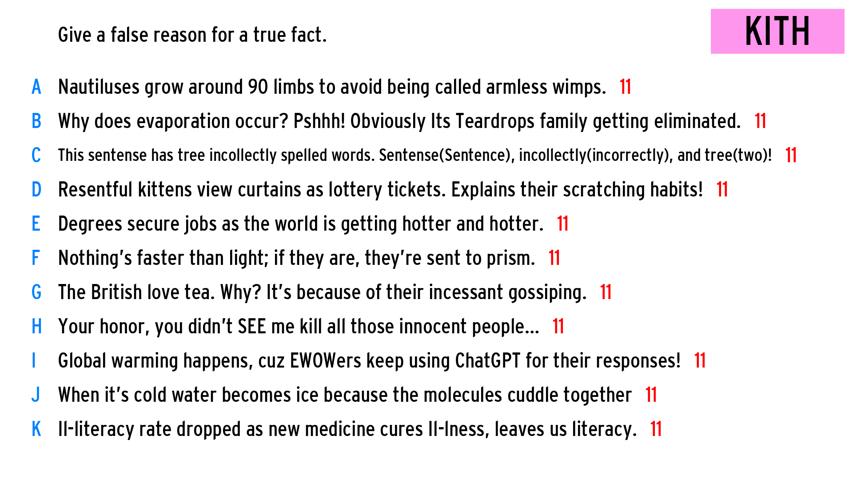 Give a false reason for a true fact.
KITH
A Nautiluses grow around 90 limbs to avoid being called armless wimps. 11
B Why does evaporation occur? Pshhh! Obviously Its Teardrops family getting eliminated. 11
C This sentense has tree incollectly spelled words. Sentense(Sentence), incollectly(incorrectly), and tree(two)! 11
D Resentful kittens view curtains as lottery tickets. Explains their scratching habits! 11
E Degrees secure jobs as the world is getting hotter and hotter. 11
F Nothing's faster than light; if they are, they're sent to prism. 11
G The British love tea. Why? It's because of their incessant gossiping. 11
H Your honor, you didn't SEE me kill all those innocent people... 11
I Global warming happens, cuz EWOWers keep using ChatGPT for their responses! 11
J When it's cold water becomes ice because the molecules cuddle together 11
K Il-literacy rate dropped as new medicine cures Il-lness, leaves us literacy. 11